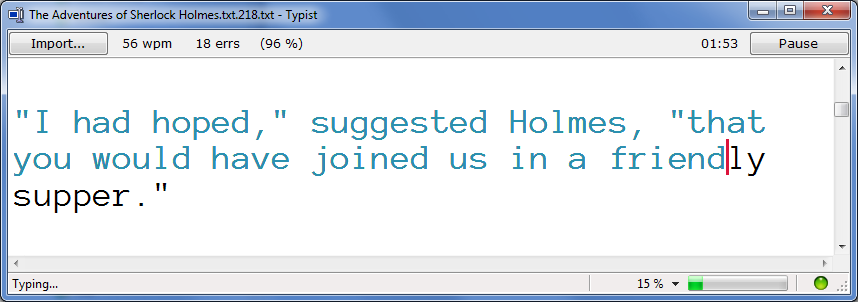 The Adventures of Sherlock Holmes.txt.218.txt - Typist
Import... 56 wpm 18 errs (96 %) 01:53 Pause
"I had hoped," suggested Holmes, "that
you would have joined us in a friendly
supper."
Typing... 15 %